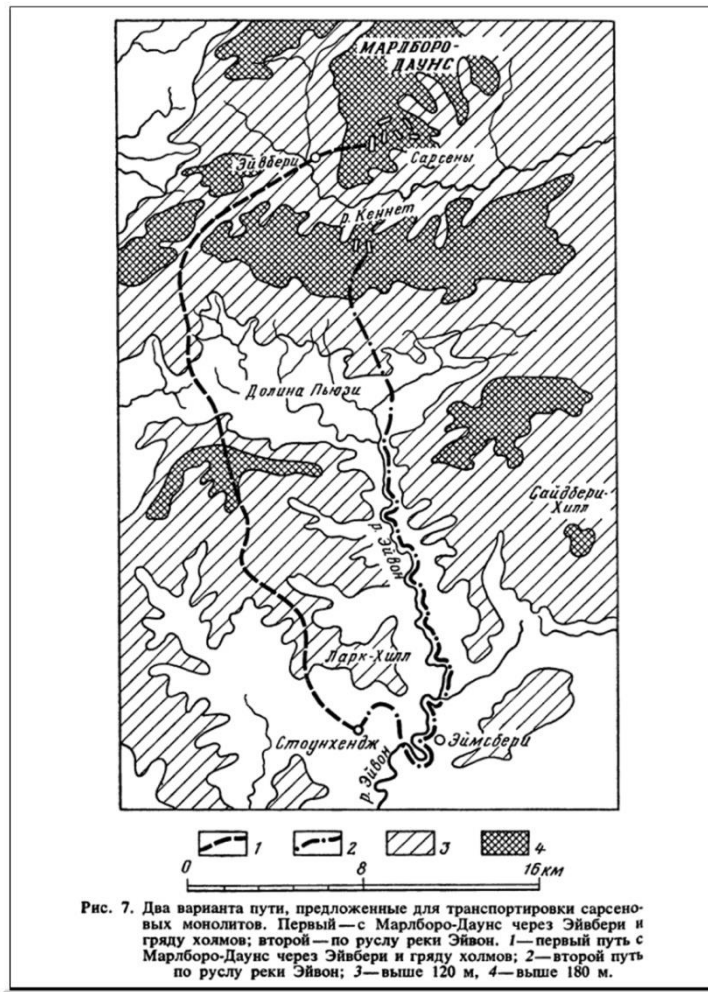 МАРЛБОРО-
ДАУНС
Эйдбери
Сарсены
р. Кеннет
Долина Пьюзи
Сайдбери-
Хилл
р. Эйвон
Ларк-Хилл
Стоунхендж
Эймсбери
р. Эйвон
1 2 3 4
0 8 16 км
Рис. 7. Два варианта пути, предложенные для транспортировки сарсено-
вых монолитов. Первый—с Марлборо-Даунс через Эйвбери и
гряду холмов; второй—по руслу реки Эйвон. 1—первый путь с
Марлборо-Даунс через Эйвбери и гряду холмов; 2—второй путь
по руслу реки Эйвон; 3—выше 120 м, 4—выше 180 м.